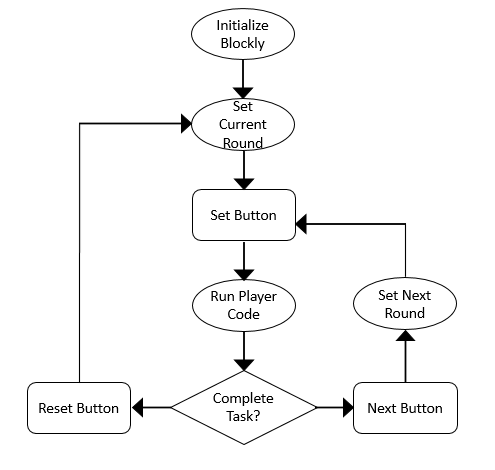 Initialize
Blockly
Set
Current
Round
Set Button
Run Player
Code
Set Next
Round
Complete
Task?
Reset Button
Next Button